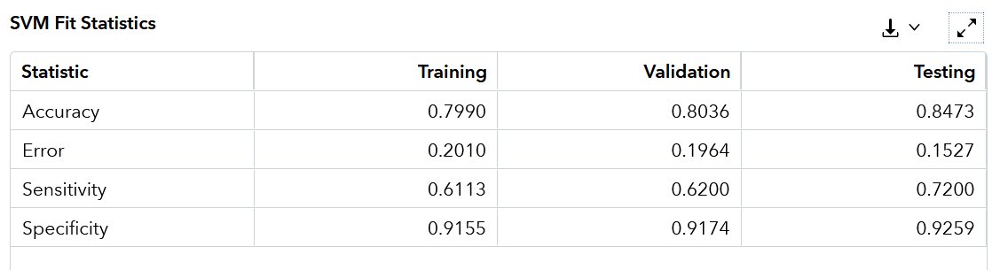 SVM Fit Statistics
Statistic Training Validation Testing
Accuracy 0.7990 0.8036 0.8473
Error 0.2010 0.1964 0.1527
Sensitivity 0.6113 0.6200 0.7200
Specificity 0.9155 0.9174 0.9259